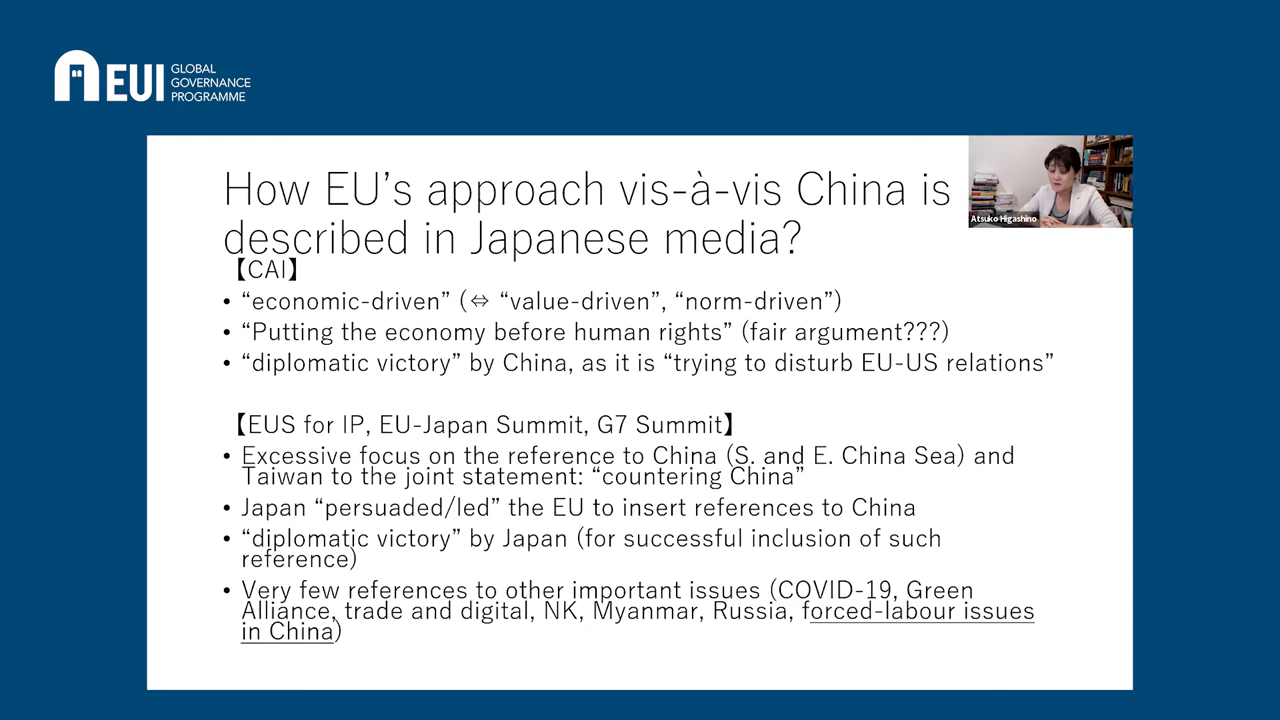 EUI
GLOBAL
GOVERNANCE
PROGRAMME
How EU's approach vis-à-vis China is
described in Japanese media?
Atsuko Higashino
【CAI】
• “economic-driven” (⇔ “value-driven”, “norm-driven”)
• “Putting the economy before human rights” (fair argument???)
• “diplomatic victory” by China, as it is “trying to disturb EU-US relations”
【EUS for IP, EU-Japan Summit, G7 Summit】
• Excessive focus on the reference to China (S. and E. China Sea) and
Taiwan to the joint statement: “countering China”
• Japan “persuaded/led” the EU to insert references to China
• “diplomatic victory” by Japan (for successful inclusion of such
reference)
• Very few references to other important issues (COVID-19, Green
Alliance, trade and digital, NK, Myanmar, Russia, forced-labour issues
in China)